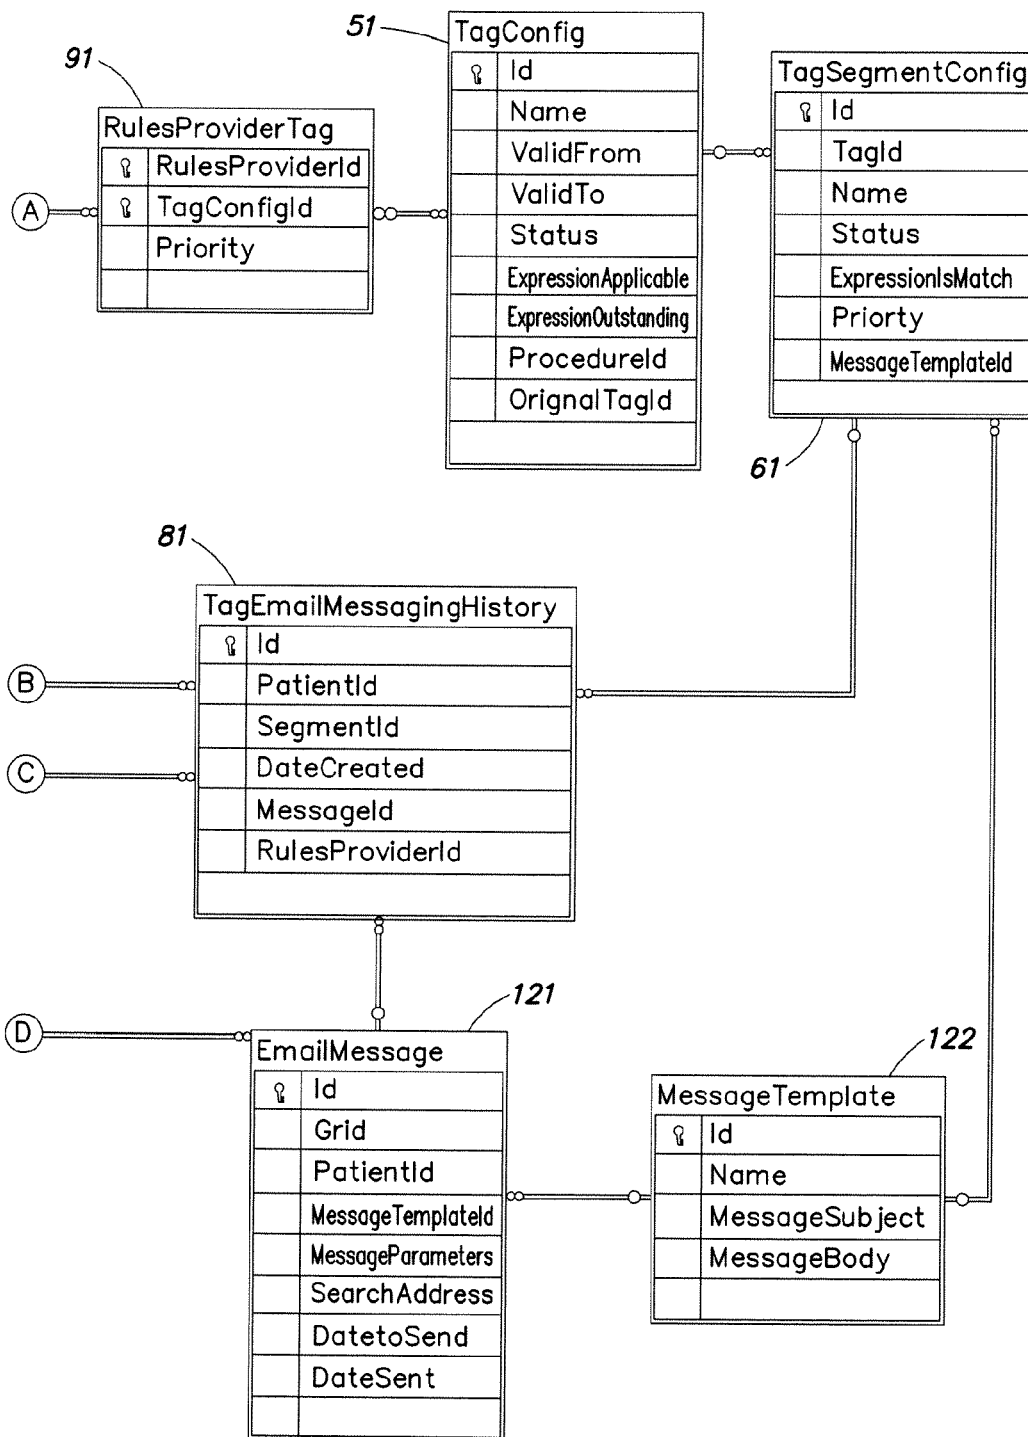 91
RulesProviderTag
RulesProviderId
TagConfigId
Priority
A
51
TagConfig
Id
Name
ValidFrom
ValidTo
Status
ExpressionApplicable
ExpressionOutstanding
ProcedureId
OrignalTagId
TagSegmentConfig
Id
TagId
Name
Status
ExpressionIsMatch
Priorty
MessageTemplateId
61
81
TagEmailMessagingHistory
Id
PatientId
SegmentId
DateCreated
MessageId
RulesProviderId
B
C
D
121
EmailMessage
Id
Grid
PatientId
MessageTemplateId
MessageParameters
SearchAddress
DatetoSend
DateSent
122
MessageTemplate
Id
Name
MessageSubject
MessageBody